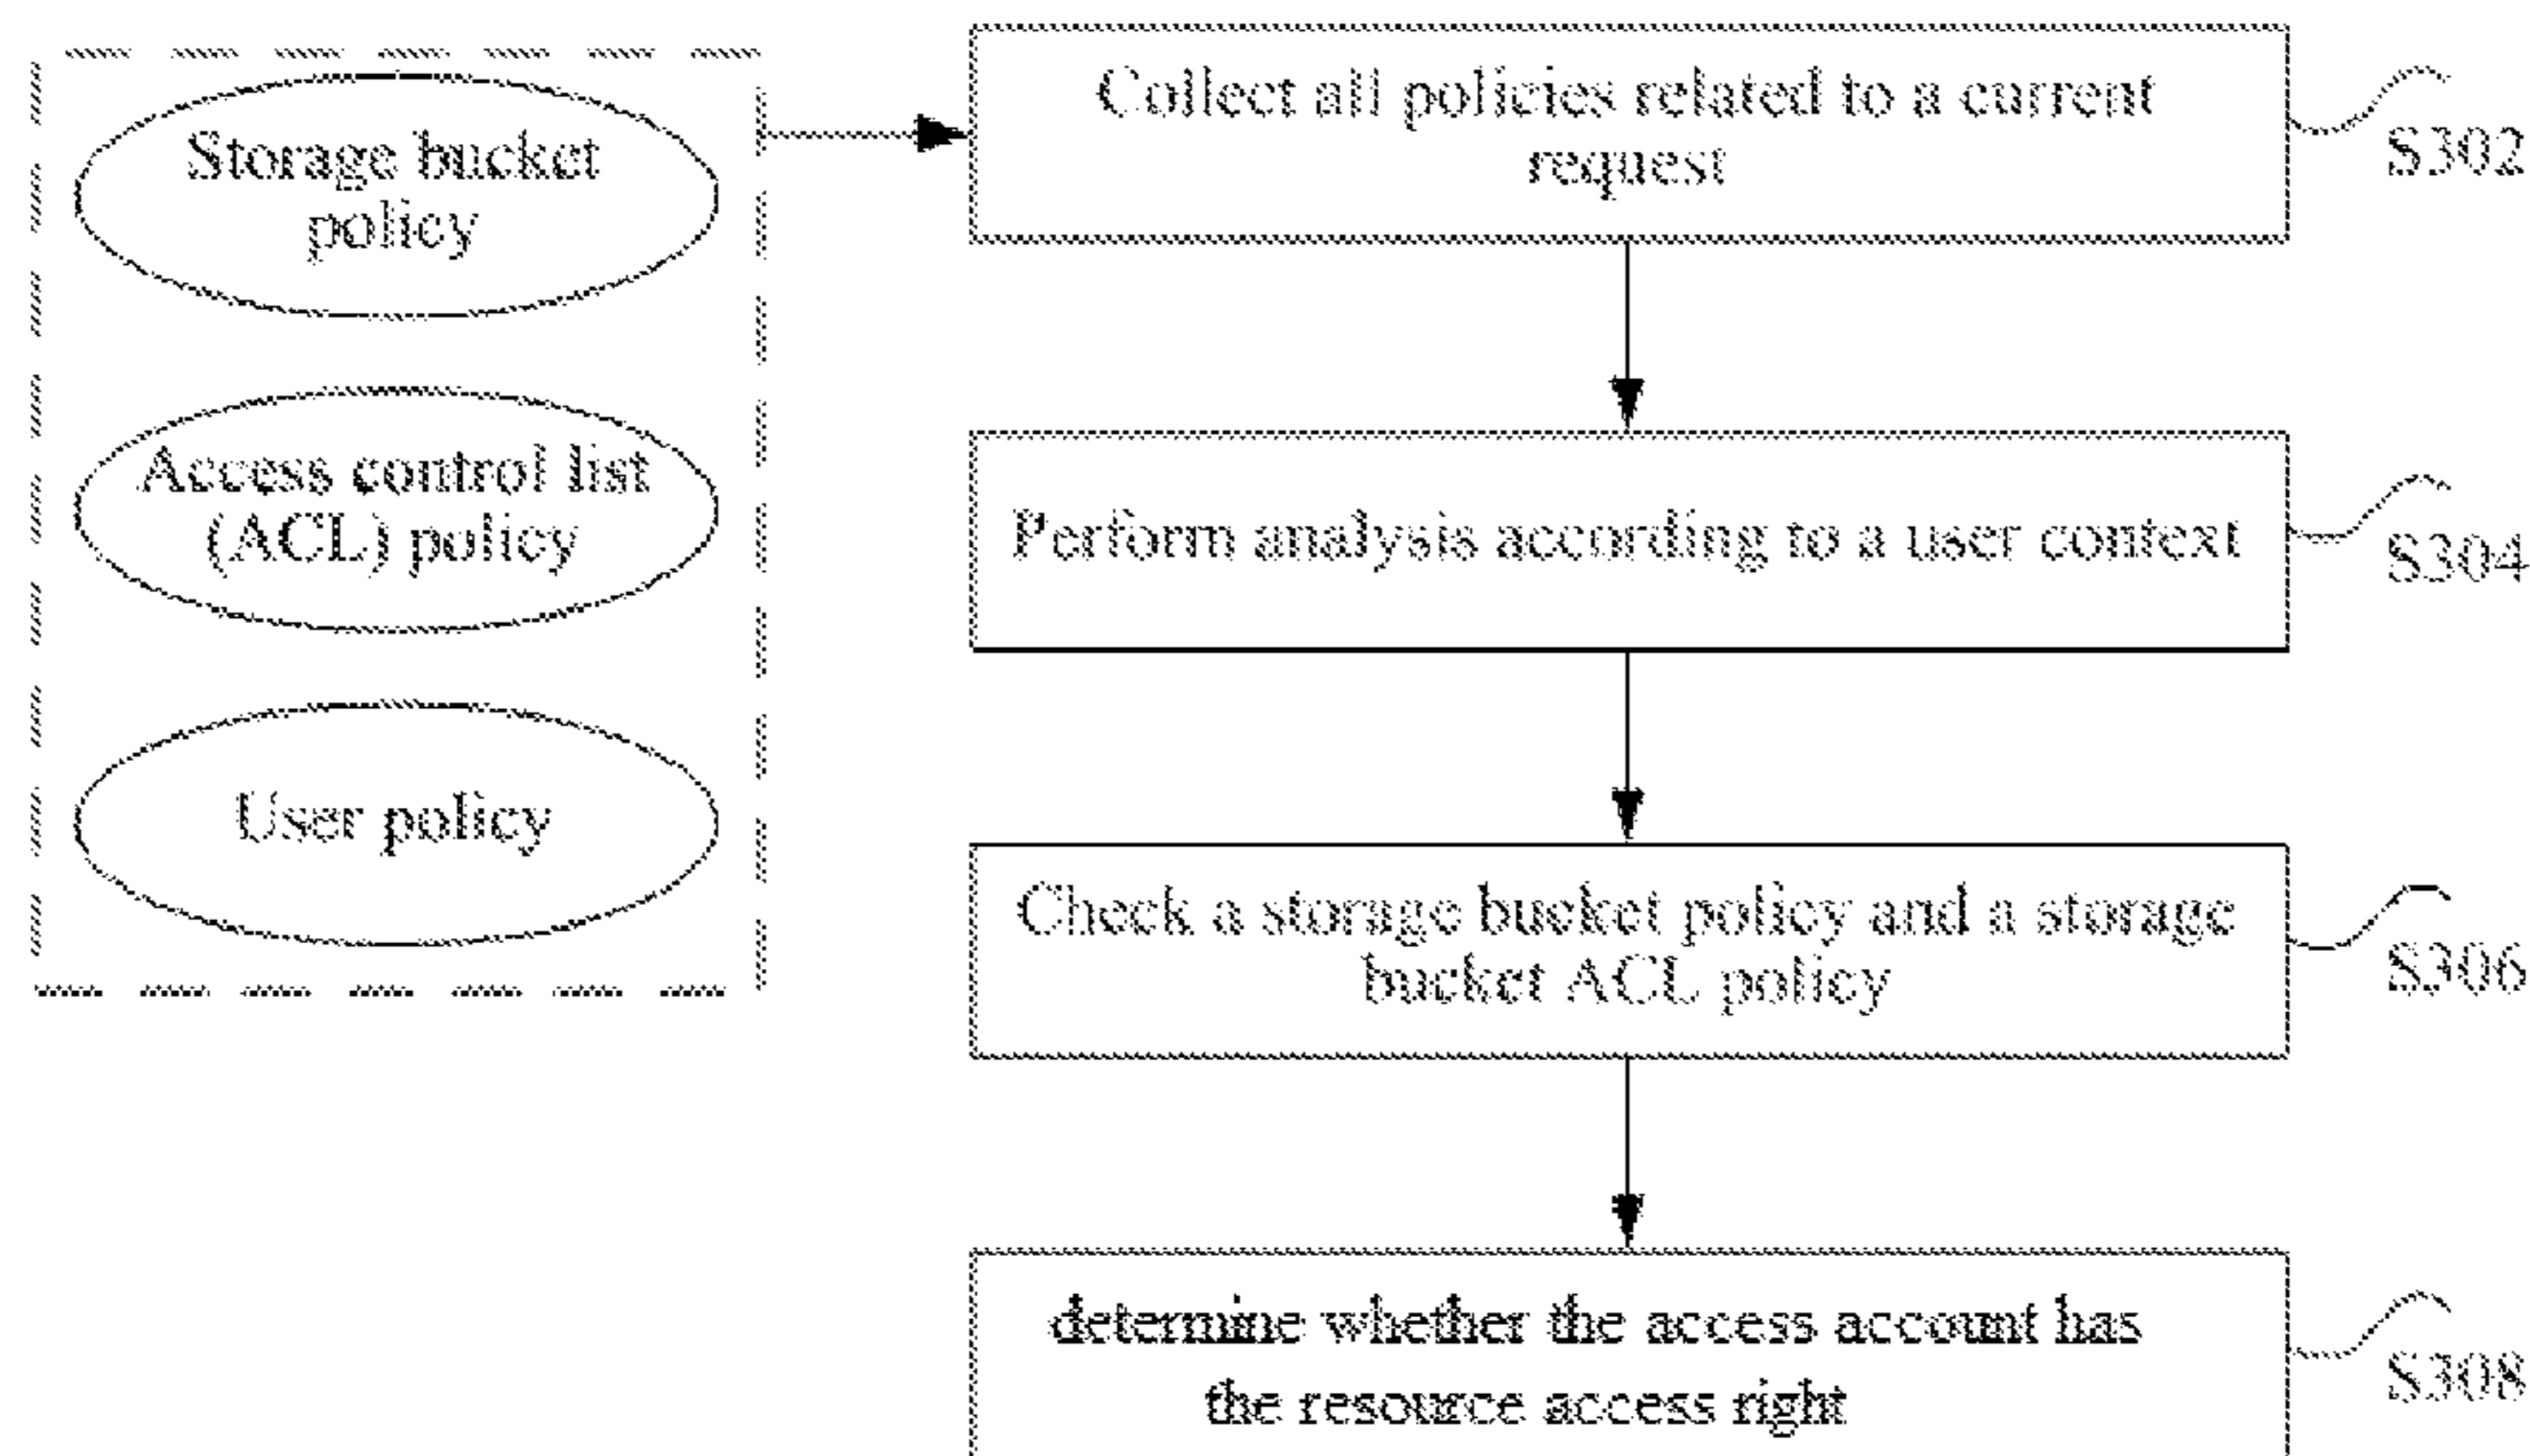 Storage bucket
policy
Access control list
(ACL) policy
User policy
Collect all policies related to a current
request
S302
Perform analysis according to a user context
S304
Check a storage bucket policy and a storage
bucket ACL policy
S306
determine whether the access account has
the resource access right
S308